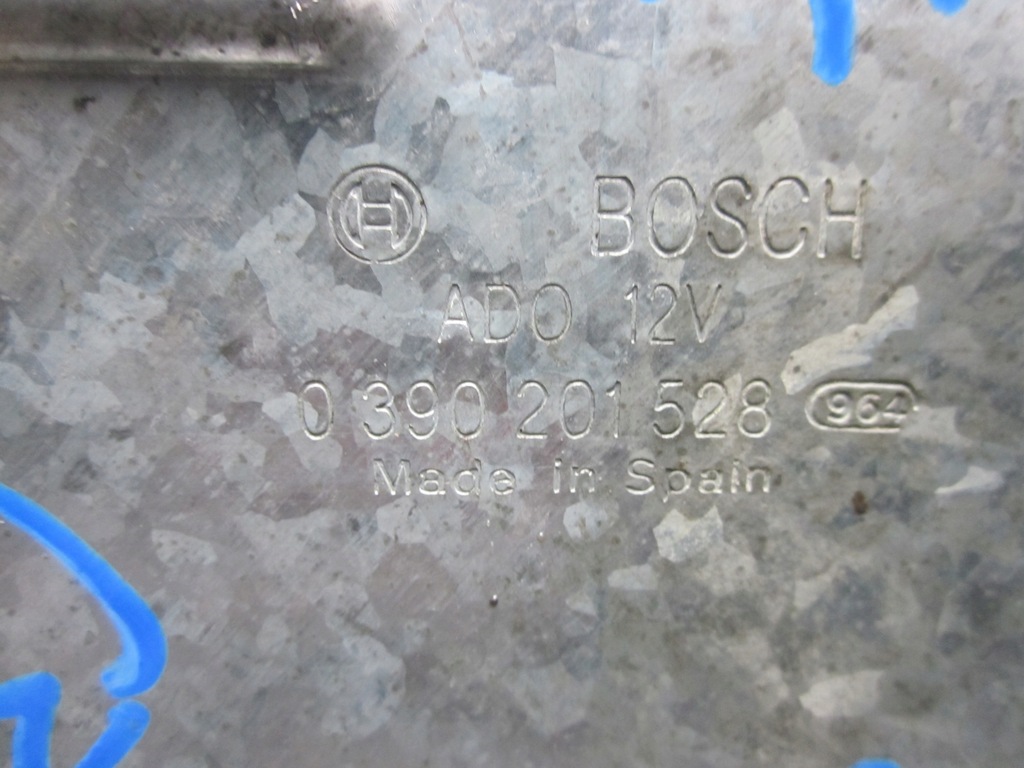 BOSCH
ADO 12V
0 390 201 528 964
Made in Spain